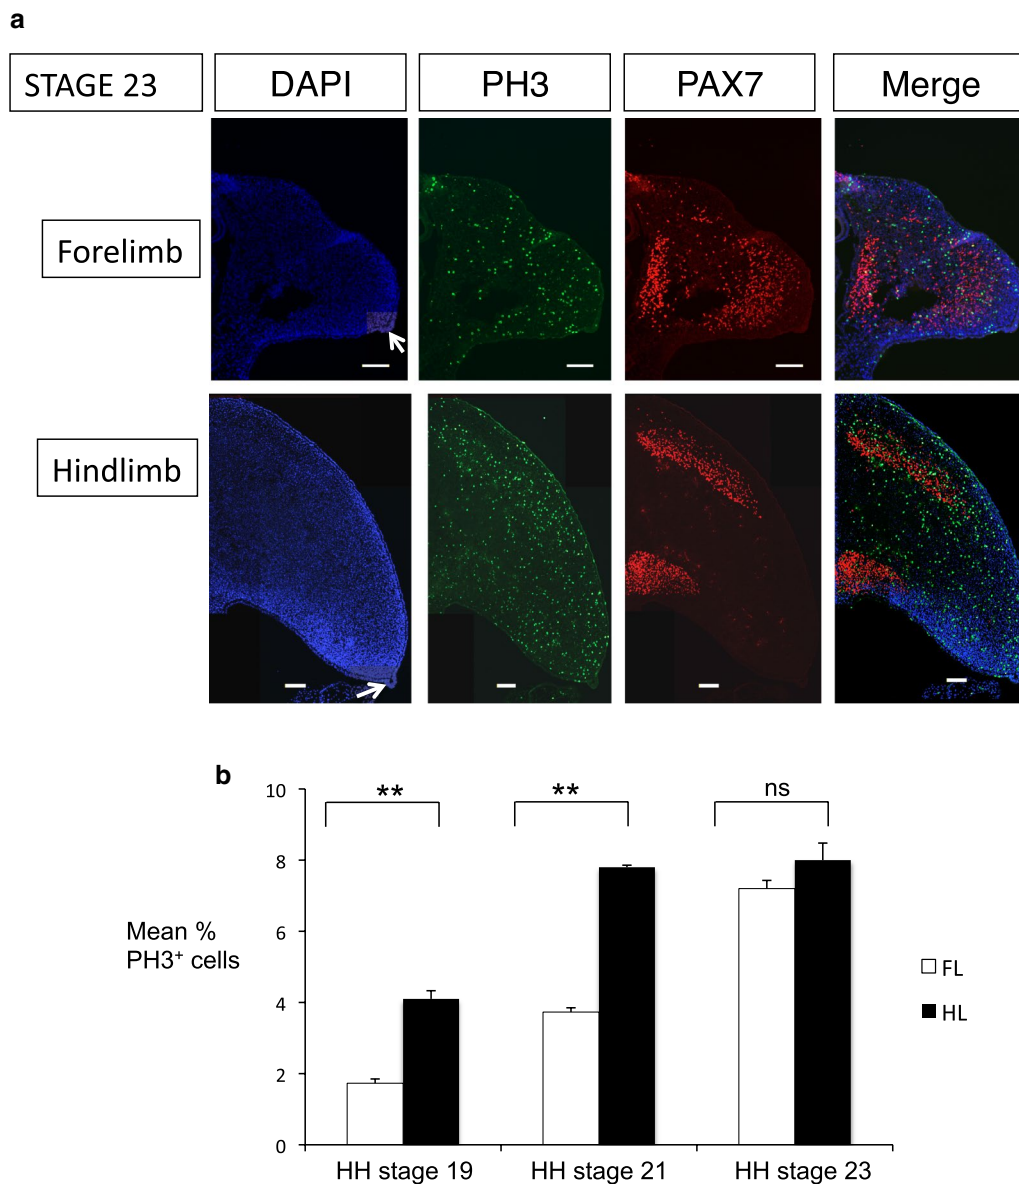 a
STAGE 23
DAPI
PH3
PAX7
Merge
Forelimb
Hindlimb
b
10
8
6
4
2
0
Mean %
PH3⁺ cells
**
**
ns
FL
HL
HH stage 19
HH stage 21
HH stage 23